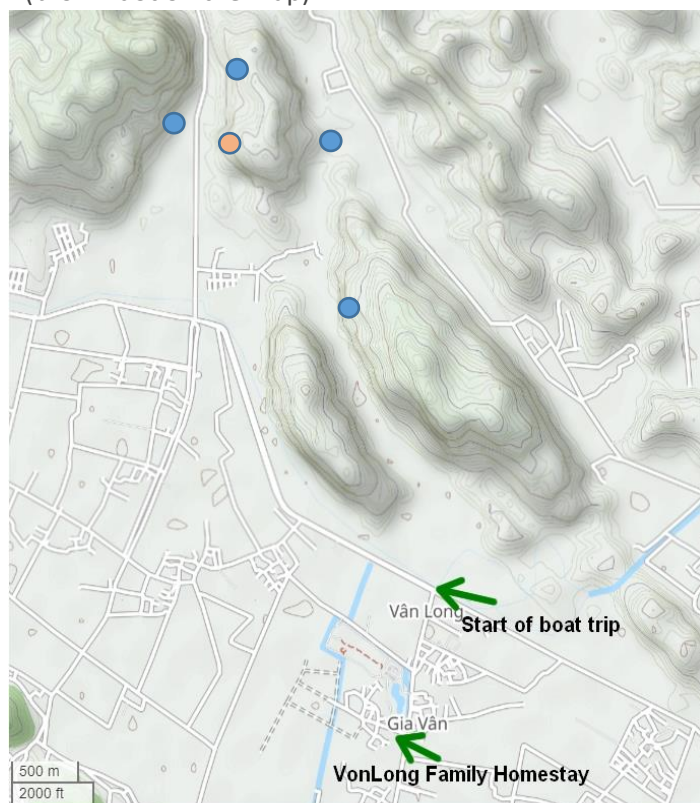 Vân Long
Start of boat trip
Gia Vân
500 m
VonLong Family Homestay
2000 ft